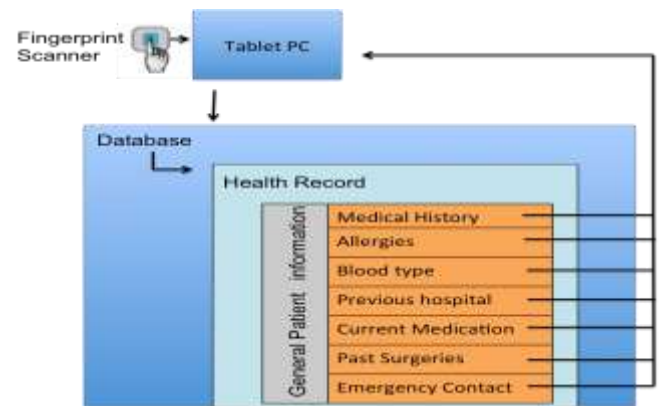 Fingerprint
Scanner
Tablet PC
Database
Health Record
General Patient information
Medical History
Allergies
Blood type
Previous hospital
Current Medication
Past Surgeries
Emergency Contact